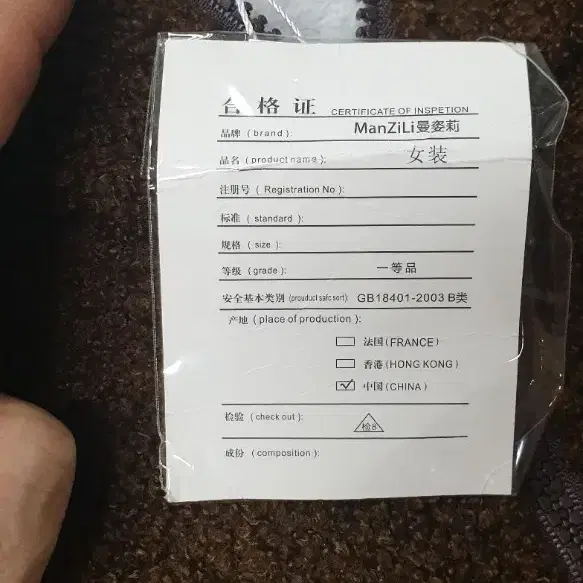 合格证 CERTIFICATE OF INSPETION
品牌 ( brand ): ManZiLi曼姿莉
品名 ( product name ): 女装
注册号 ( Registration No ):
标准 ( standard ):
规格 ( size ):
等级 ( grade ): 一等品
安全基本类别 (prouduct safc sort): GB18401-2003 B类
产地 ( place of production ):
法国 (FRANCE)
香港 (HONG KONG)
中国 (CHINA)
检验 ( check out ): 检8
成份 ( composition ):